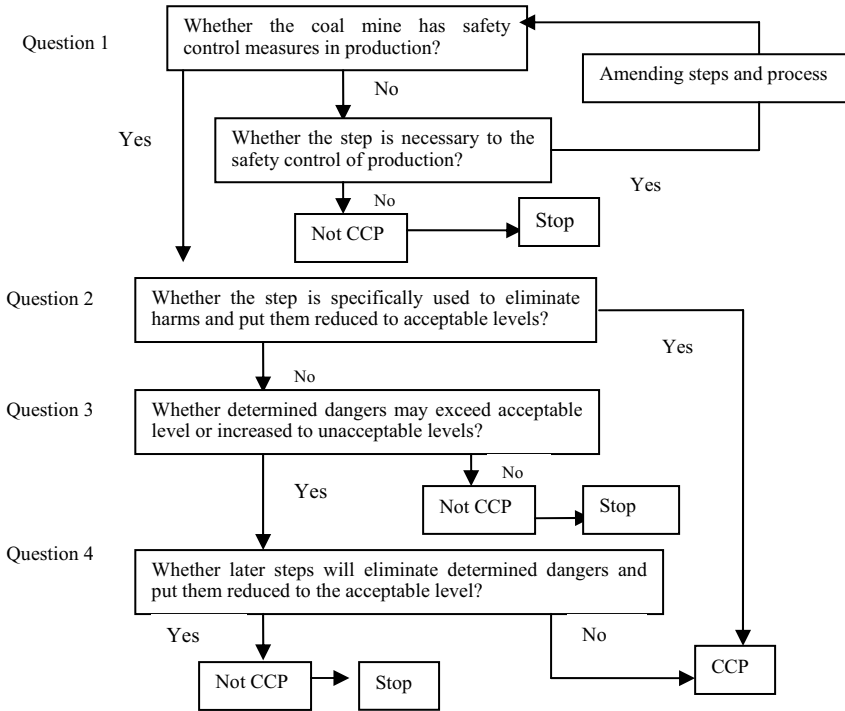 Question 1
Whether the coal mine has safety
control measures in production?
Amending steps and process
No
Yes
Whether the step is necessary to the
safety control of production?
Yes
No
Not CCP
Stop
Question 2
Whether the step is specifically used to eliminate
harms and put them reduced to acceptable levels?
Yes
No
Question 3
Whether determined dangers may exceed acceptable
level or increased to unacceptable levels?
No
Yes
Not CCP
Stop
Question 4
Whether later steps will eliminate determined dangers and
put them reduced to the acceptable level?
Yes
No
CCP
Not CCP
Stop